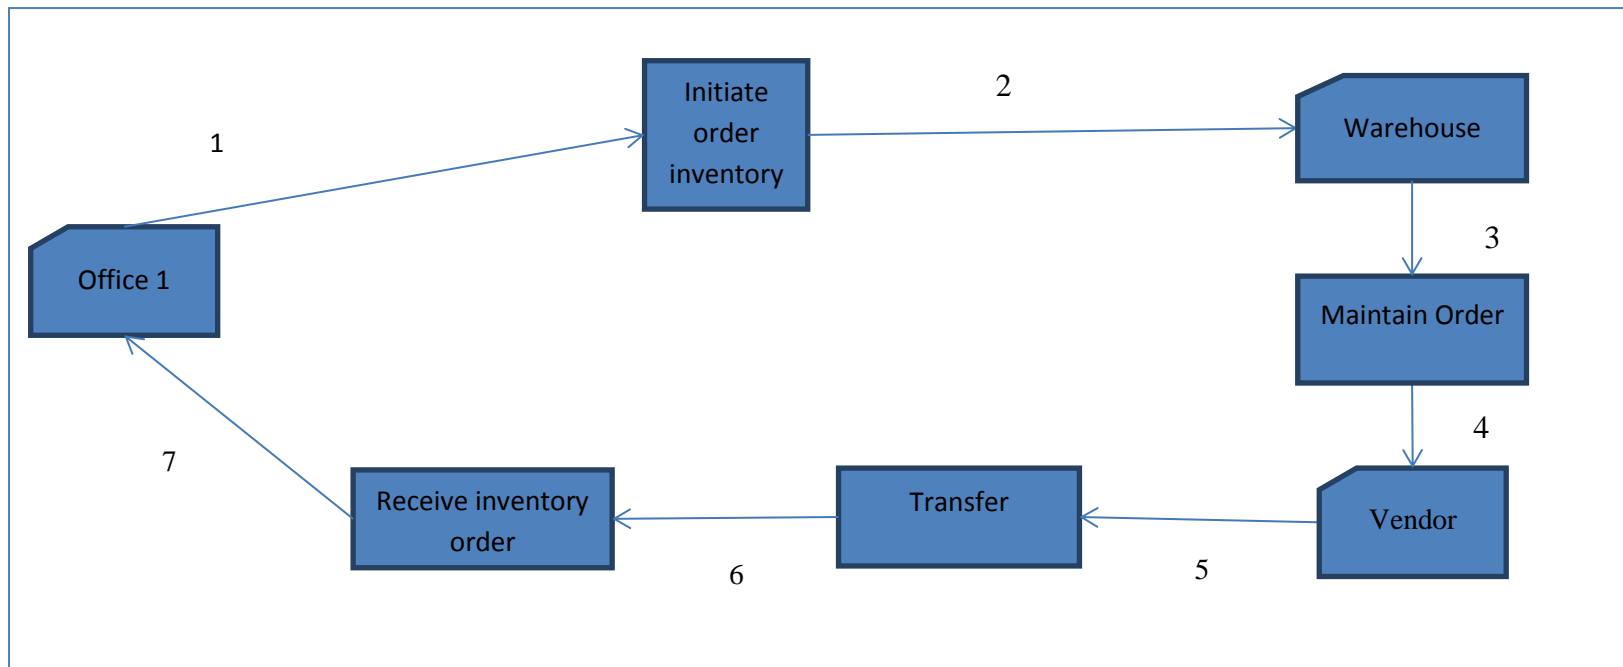 1
Initiate
order
inventory
2
Warehouse
3
Office 1
Maintain Order
4
7
Receive inventory
order
6
Transfer
5
Vendor